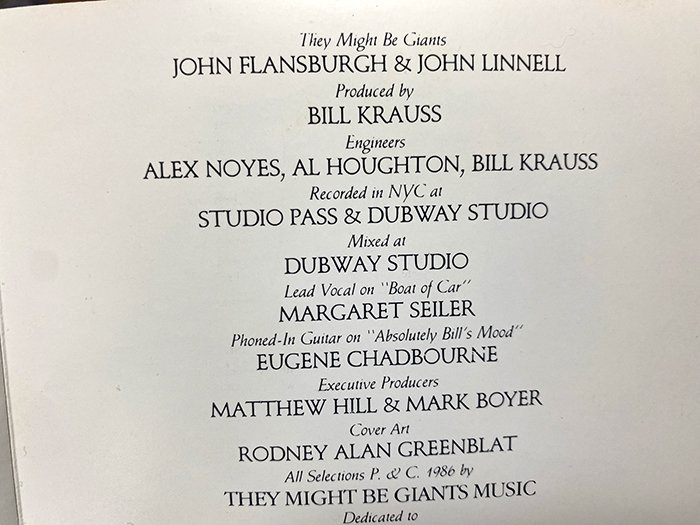 They Might Be Giants
JOHN FLANSBURGH & JOHN LINNELL
Produced by
BILL KRAUSS
Engineers
ALEX NOYES, AL HOUGHTON, BILL KRAUSS
Recorded in NYC at
STUDIO PASS & DUBWAY STUDIO
Mixed at
DUBWAY STUDIO
Lead Vocal on "Boat of Car"
MARGARET SEILER
Phoned-In Guitar on "Absolutely Bill's Mood"
EUGENE CHADBOURNE
Executive Producers
MATTHEW HILL & MARK BOYER
Cover Art
RODNEY ALAN GREENBLAT
All Selections P. & C. 1986 by
THEY MIGHT BE GIANTS MUSIC
Dedicated to